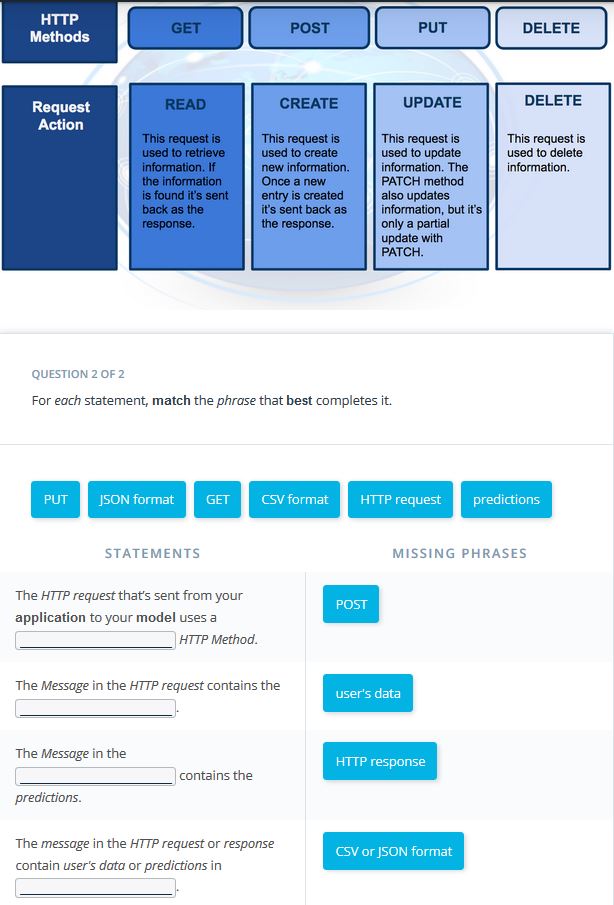 HTTP
Methods
GET
POST
PUT
DELETE
Request
Action
READ
This request is
used to retrieve
information. If
the information
is found it's sent
back as the
response.
CREATE
This request is
used to create
new information.
Once a new
entry is created
it's sent back as
the response.
UPDATE
This request is
used to update
information. The
PATCH method
also updates
information, but it's
only a partial
update with
PATCH.
DELETE
This request is
used to delete
information.
QUESTION 2 OF 2
For each statement, match the phrase that best completes it.
PUT
JSON format
GET
CSV format
HTTP request
predictions
STATEMENTS
MISSING PHRASES
The HTTP request that's sent from your
application to your model uses a
HTTP Method.
POST
The Message in the HTTP request contains the
.
user's data
The Message in the
contains the
predictions.
HTTP response
The message in the HTTP request or response
contain user's data or predictions in
.
CSV or JSON format